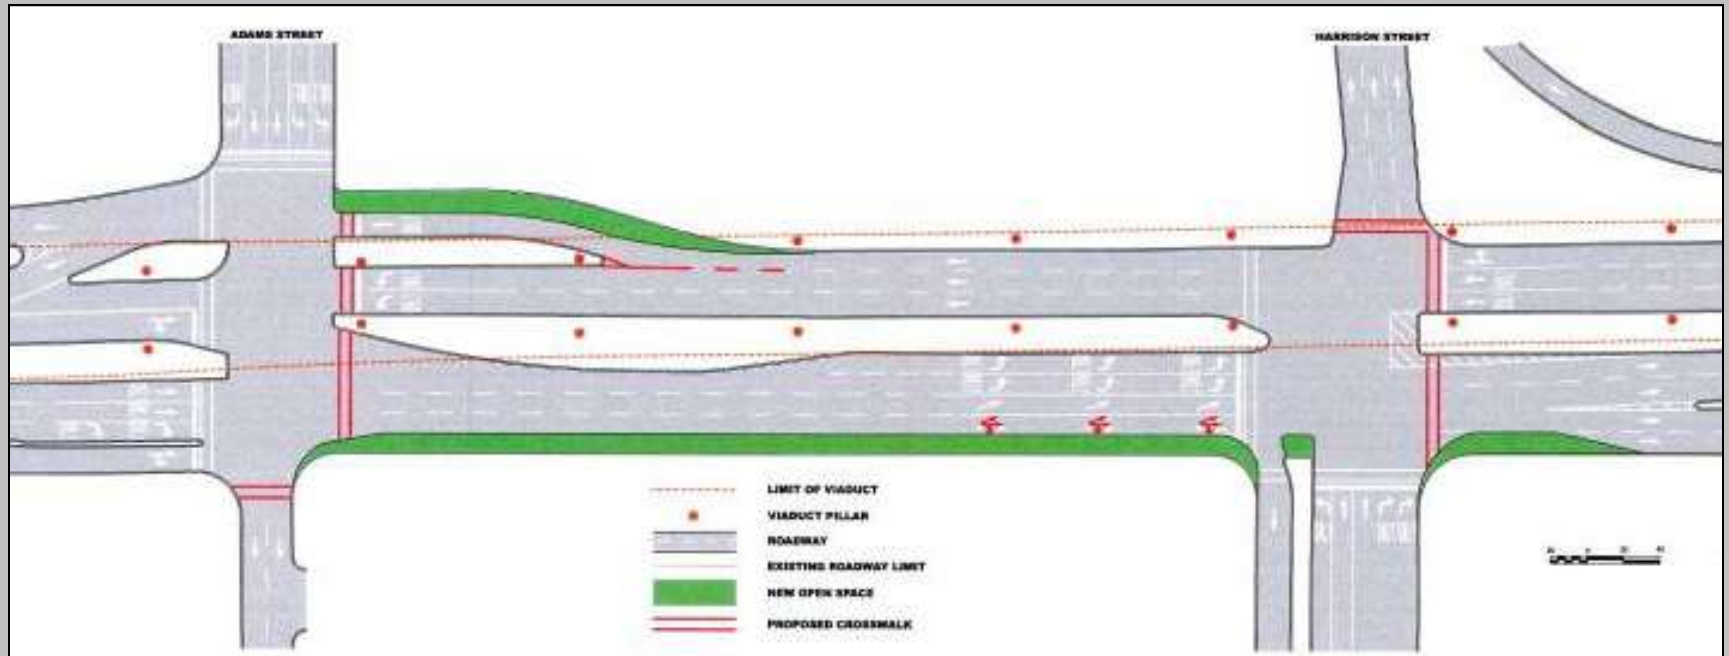 ADAMS STREET
HARRISON STREET
LIMIT OF VIADUCT
VIADUCT PILLAR
ROADWAY
EXISTING ROADWAY LIMIT
NEW OPEN SPACE
PROPOSED CROSSWALK